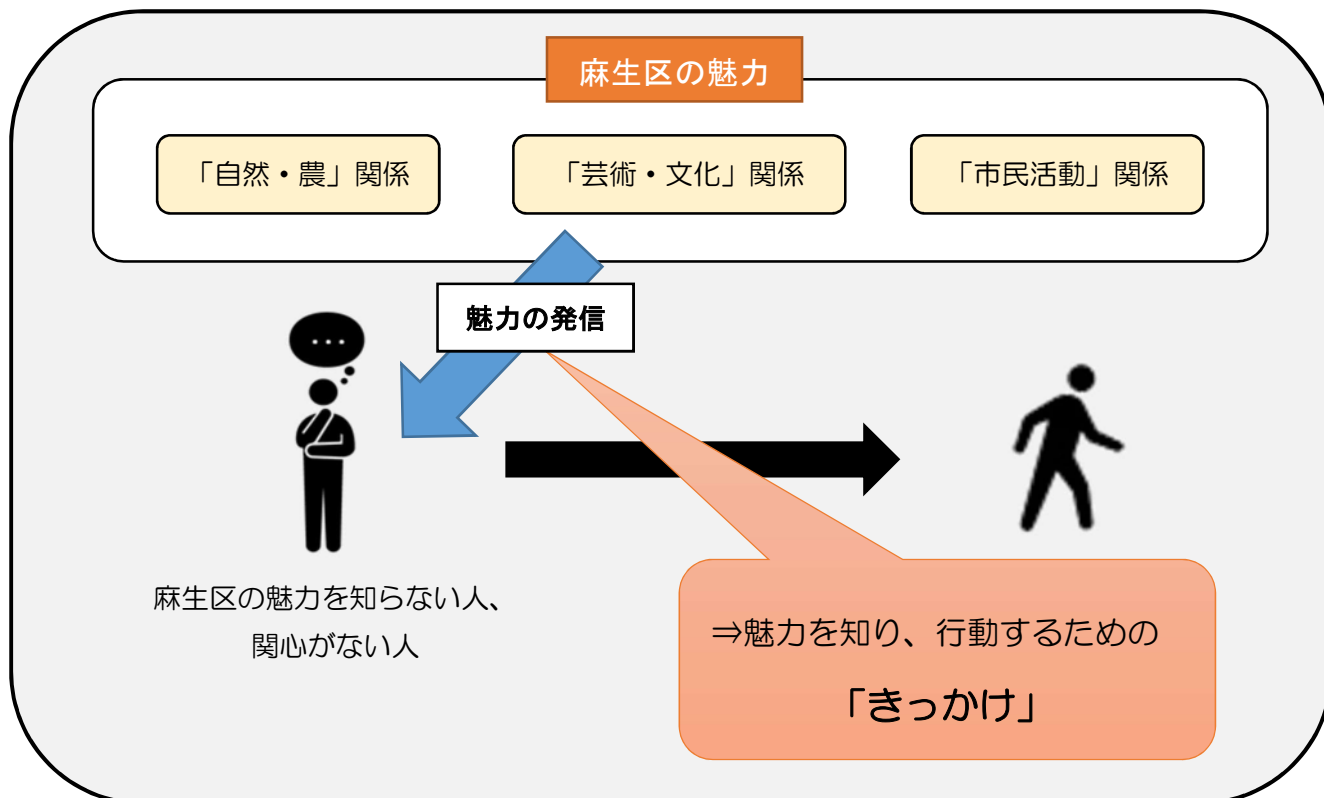 麻生区の魅力
「自然・農」関係
「芸術・文化」関係
「市民活動」関係
魅力の発信
...
麻生区の魅力を知らない人、
関心がない人
⇒魅力を知り、行動するための
「きっかけ」